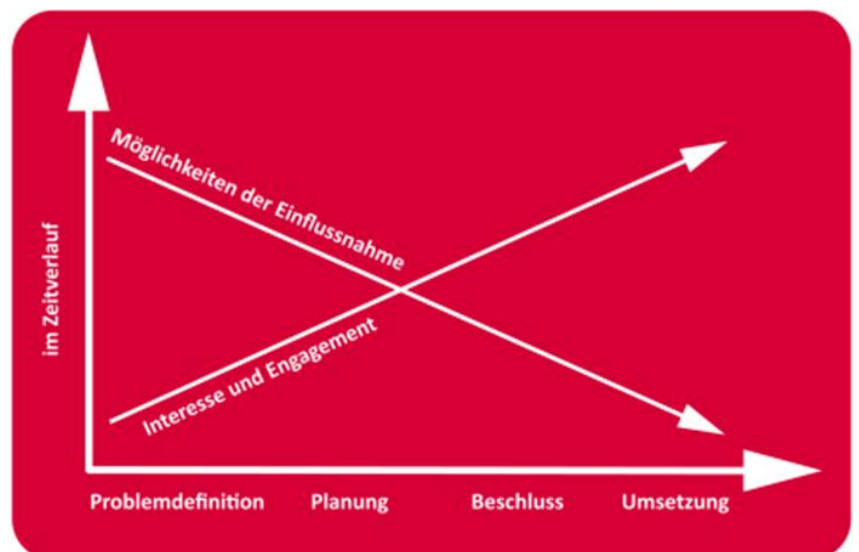 Möglichkeiten der Einflussnahme
im Zeitverlauf
Interesse und Engagement
Problemdefinition Planung Beschluss Umsetzung